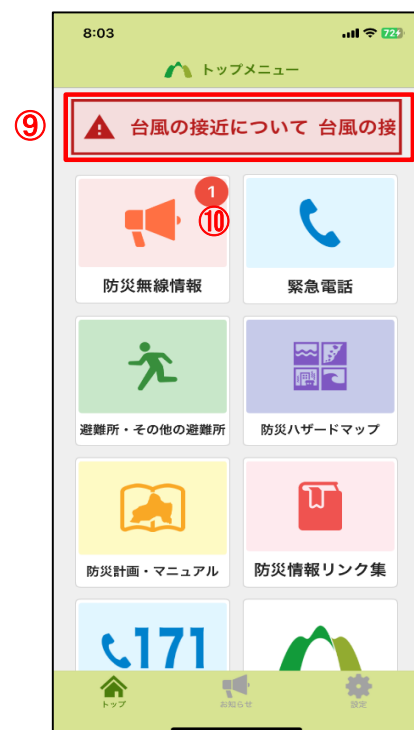 8:03
72
トップメニュー
⑨
台風の接近について 台風の接
1
⑩
防災無線情報
緊急電話
避難所・その他の避難所
防災ハザードマップ
防災計画・マニュアル
防災情報リンク集
171
トップ
お知らせ
設定